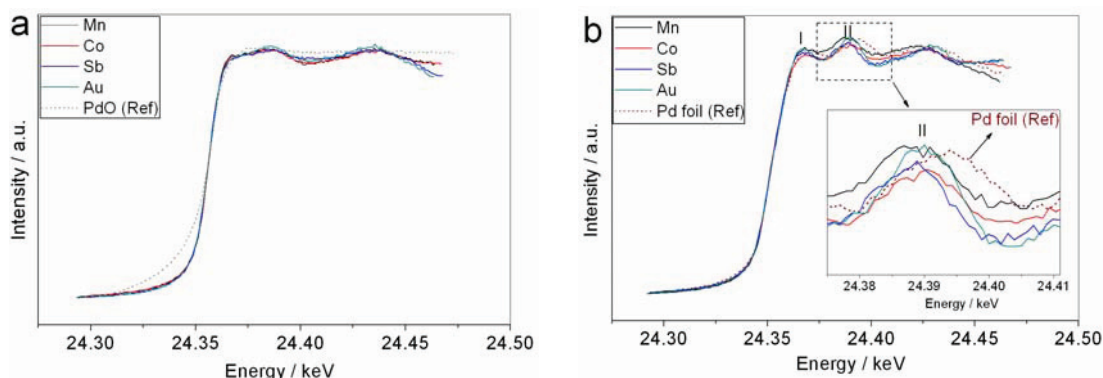 a
Mn
Co
Sb
Au
PdO (Ref)
Intensity / a.u.
24.30 24.35 24.40 24.45 24.50
Energy / keV
b
Mn
Co
Sb
Au
Pd foil (Ref)
I
II
Pd foil (Ref)
II
Intensity / a.u.
24.38 24.39 24.40 24.41
Energy / keV
Intensity / a.u.
24.30 24.35 24.40 24.45 24.50
Energy / keV